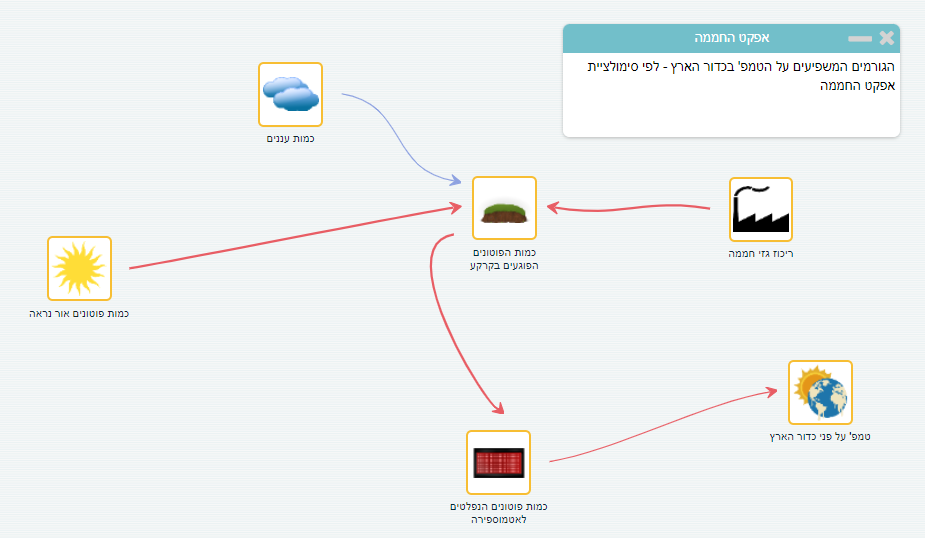 אפקט החממה
הגורמים המשפיעים על הטמפ' בכדור הארץ - לפי סימולציית
אפקט החממה
כמות עננים
כמות הפוטונים
הפוגעים בקרקע
ריכוז גזי חממה
כמות פוטונים אור נראה
טמפ' על פני כדור הארץ
כמות פוטונים הנפלטים
לאטמוספירה